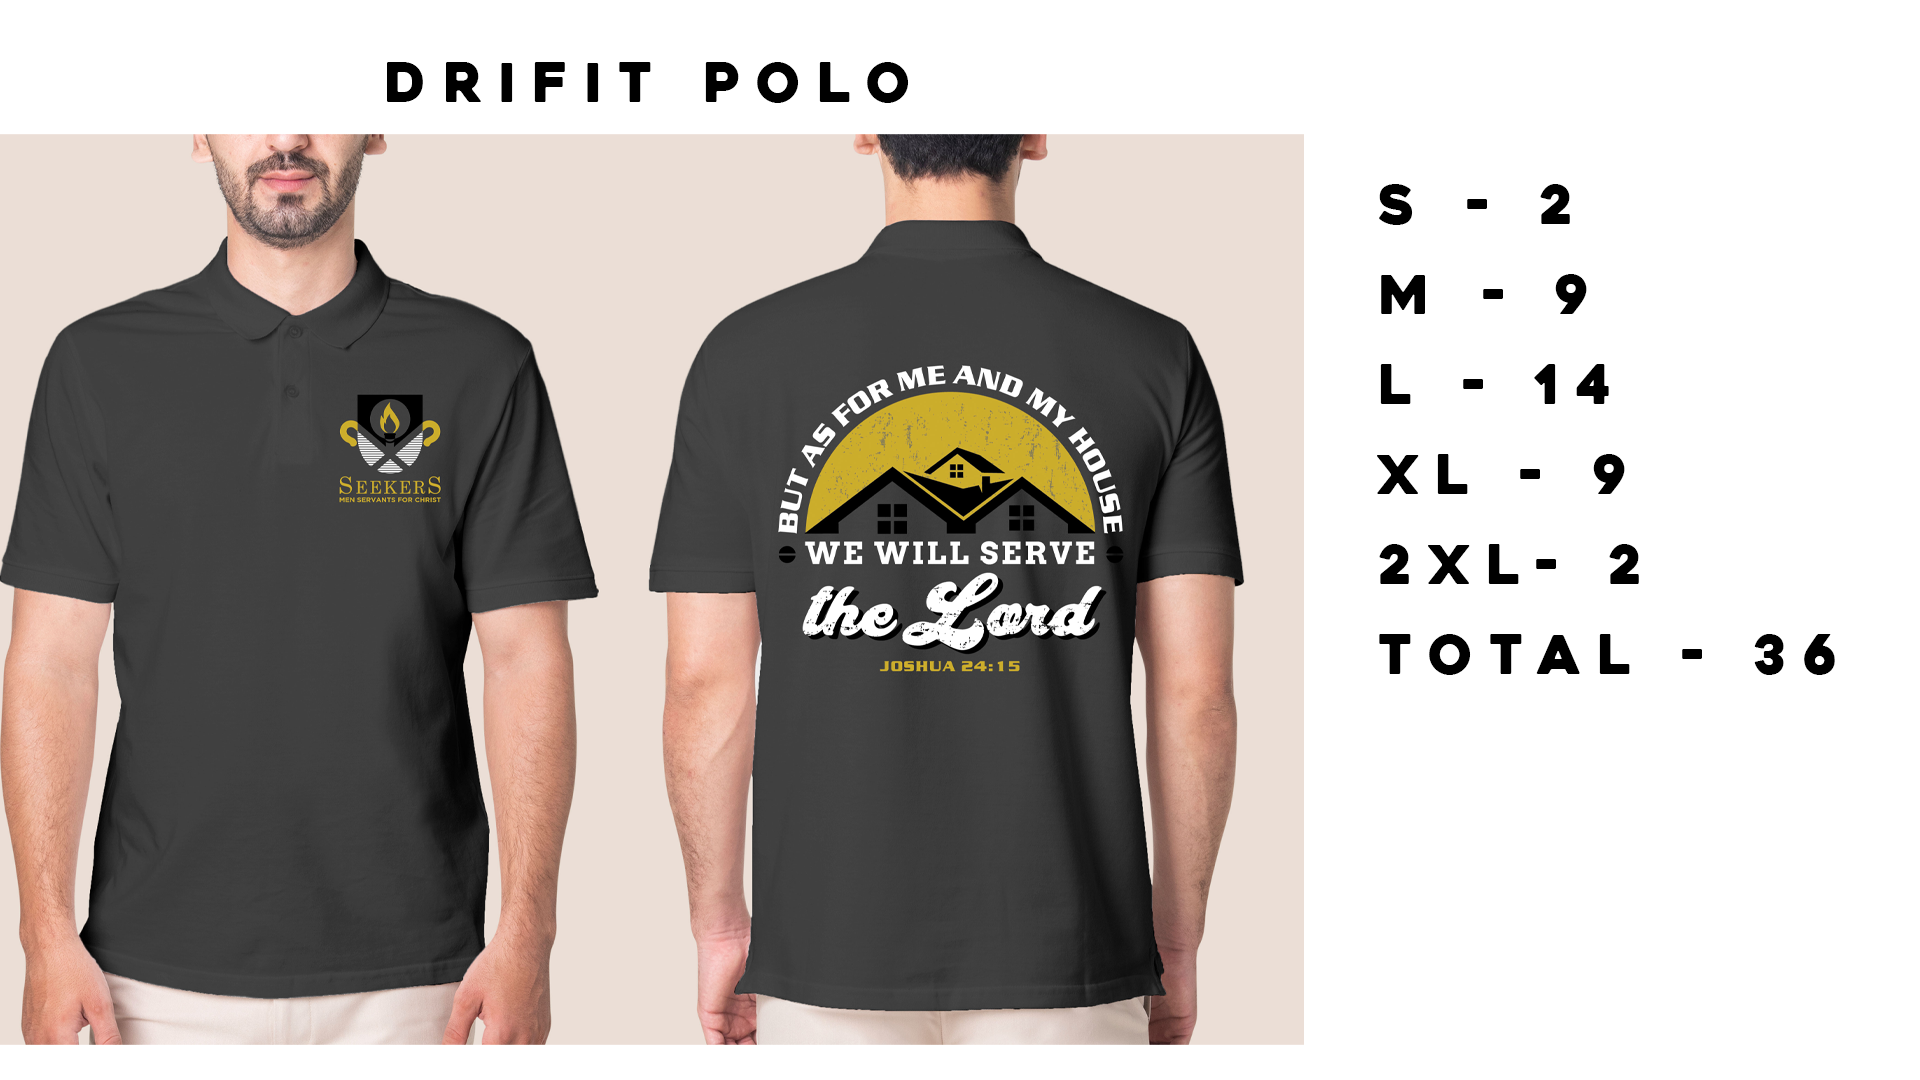 DRIFIT POLO
SEEKERS
MEN SERVANTS FOR CHRIST
BUT AS FOR ME AND MY HOUSE
WE WILL SERVE
the Lord
JOSHUA 24:15
S - 2
M - 9
L - 14
XL - 9
2XL- 2
TOTAL - 36